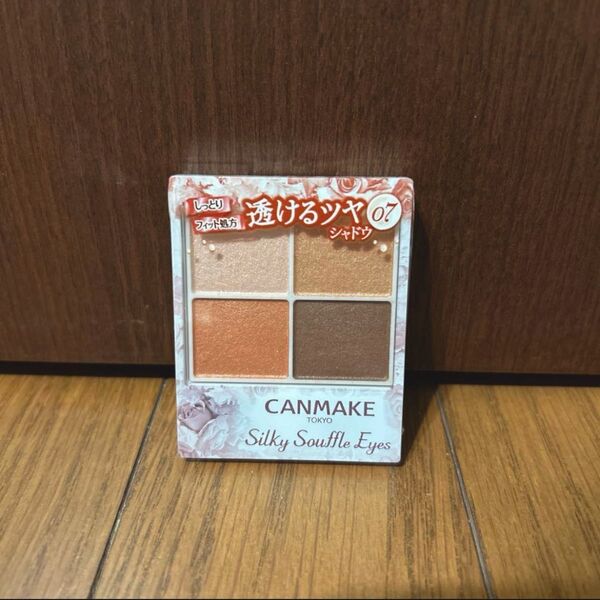 しっとり
フィット処方
透けるツヤ
シャドウ
07
CANMAKE
TOKYO
Silky Souffle Eyes